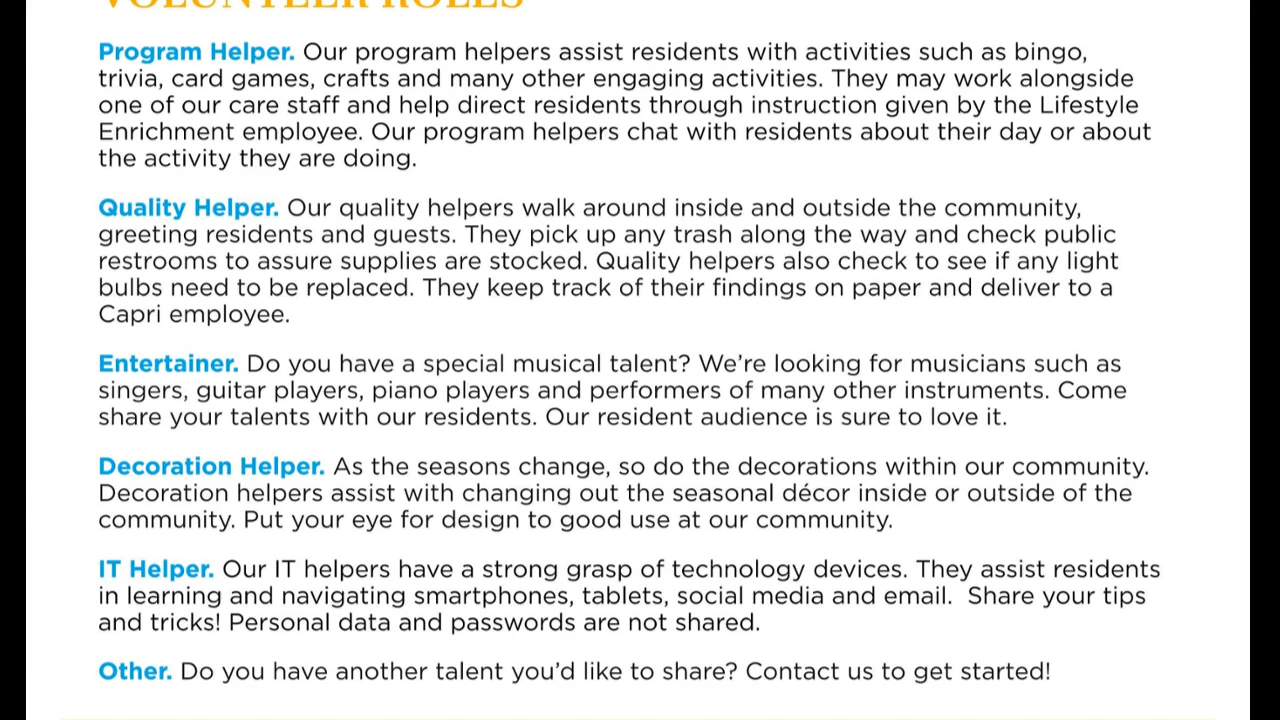 VOLUNTEER ROLES
Program Helper. Our program helpers assist residents with activities such as bingo,
trivia, card games, crafts and many other engaging activities. They may work alongside
one of our care staff and help direct residents through instruction given by the Lifestyle
Enrichment employee. Our program helpers chat with residents about their day or about
the activity they are doing.
Quality Helper. Our quality helpers walk around inside and outside the community,
greeting residents and guests. They pick up any trash along the way and check public
restrooms to assure supplies are stocked. Quality helpers also check to see if any light
bulbs need to be replaced. They keep track of their findings on paper and deliver to a
Capri employee.
Entertainer. Do you have a special musical talent? We’re looking for musicians such as
singers, guitar players, piano players and performers of many other instruments. Come
share your talents with our residents. Our resident audience is sure to love it.
Decoration Helper. As the seasons change, so do the decorations within our community.
Decoration helpers assist with changing out the seasonal décor inside or outside of the
community. Put your eye for design to good use at our community.
IT Helper. Our IT helpers have a strong grasp of technology devices. They assist residents
in learning and navigating smartphones, tablets, social media and email.  Share your tips
and tricks! Personal data and passwords are not shared.
Other. Do you have another talent you’d like to share? Contact us to get started!